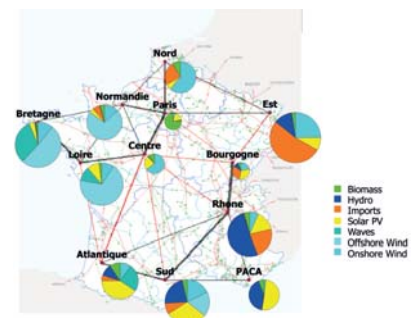 Nord
Normandie
Bretagne
Paris
Est
Centre
Loire
Bourgogne
Rhone
Atlantique
Sud
PACA
Biomass
Hydro
Imports
Solar PV
Waves
Offshore Wind
Onshore Wind